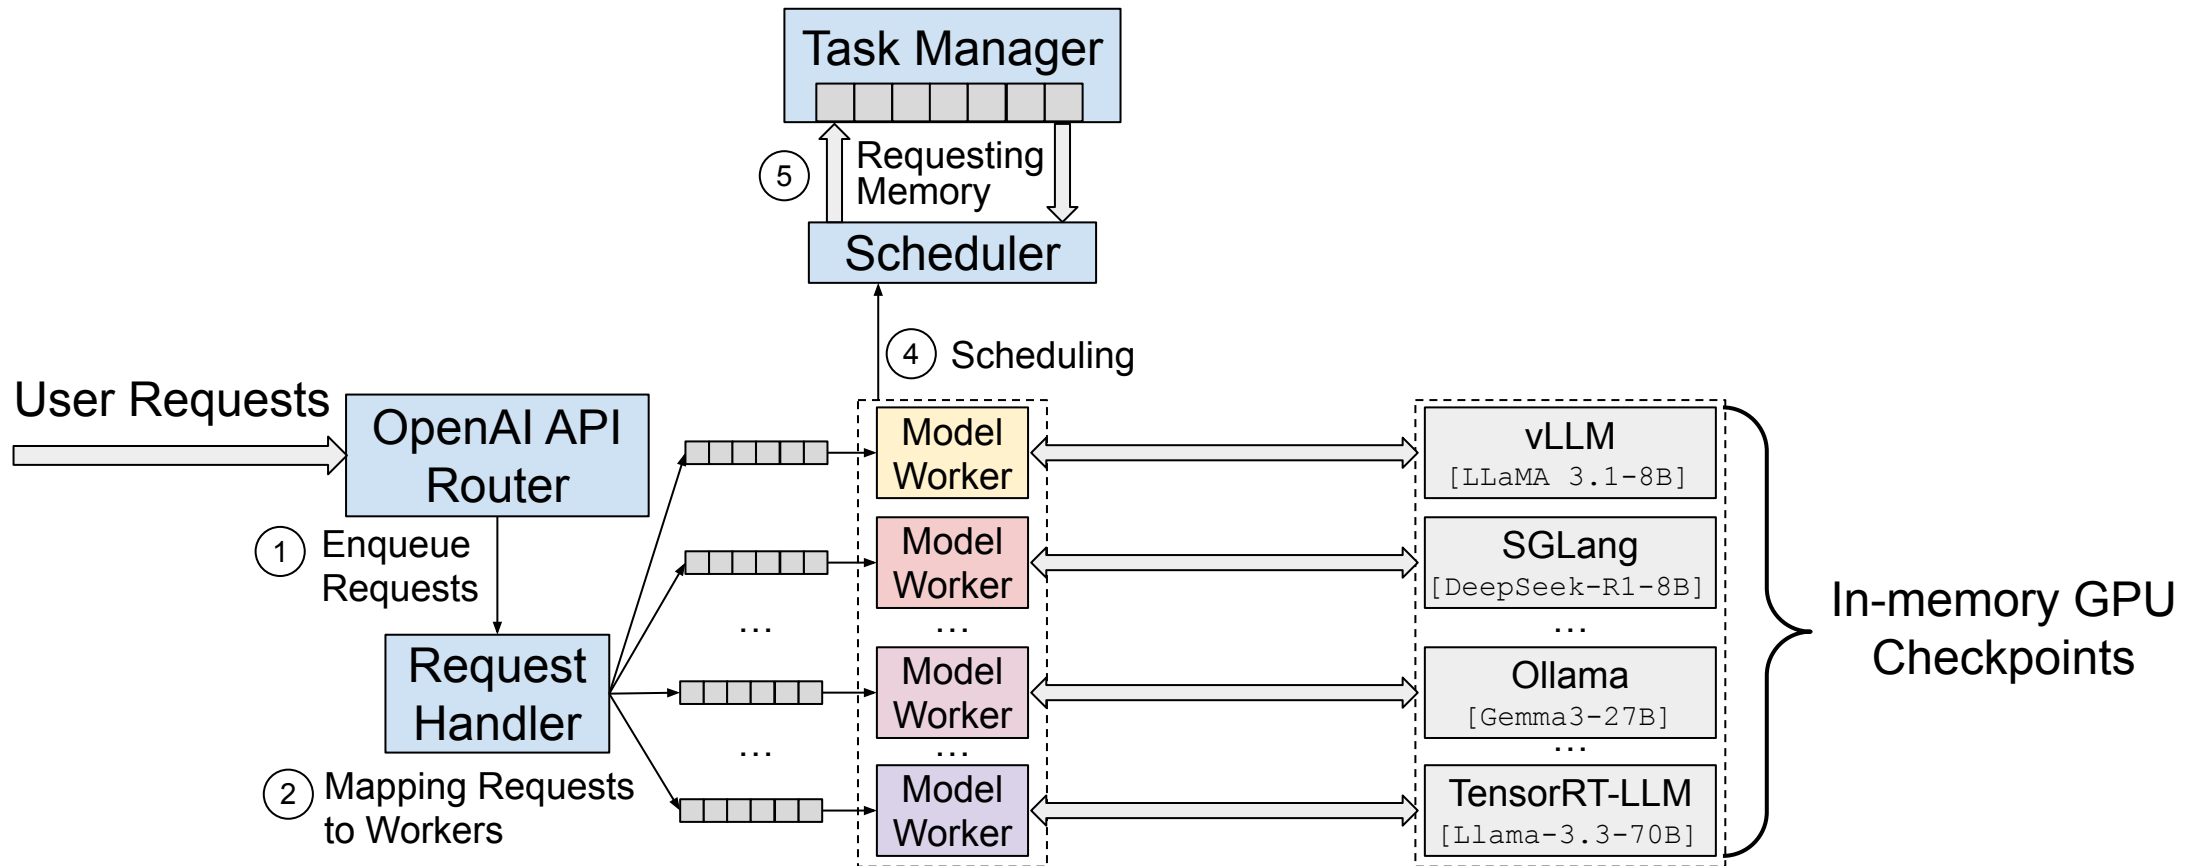 Task Manager
5
Requesting
Memory
Scheduler
4
Scheduling
User Requests
OpenAI API
Router
1
Enqueue
Requests
Request
Handler
2
Mapping Requests
to Workers
...
...
Model
Worker
Model
Worker
...
Model
Worker
...
Model
Worker
vLLM
[LLaMA 3.1-8B]
SGLang
[DeepSeek-R1-8B]
...
Ollama
[Gemma3-27B]
...
TensorRT-LLM
[Llama-3.3-70B]
In-memory GPU
Checkpoints